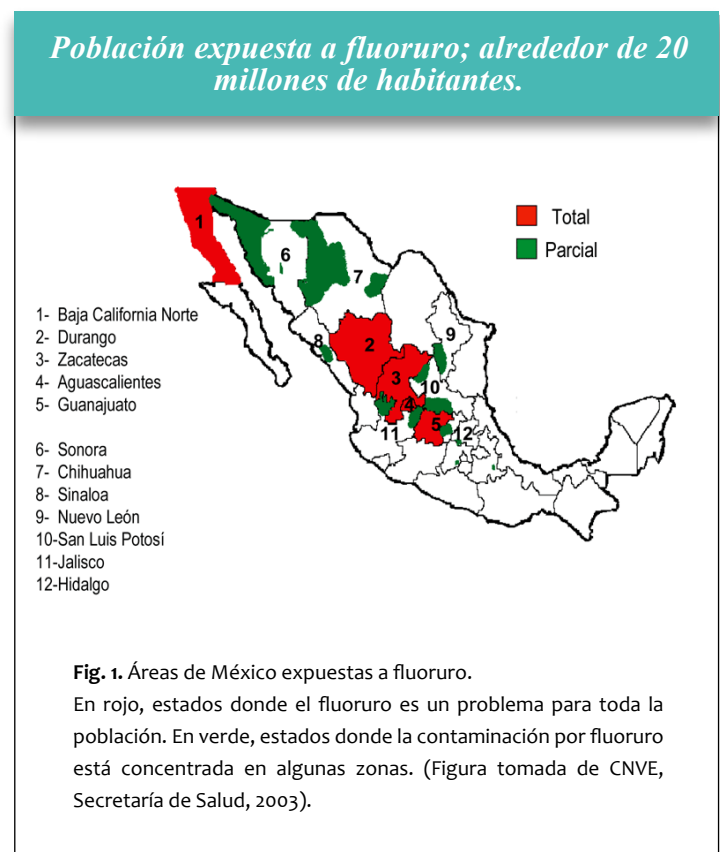 Población expuesta a fluoruro; alrededor de 20
millones de habitantes.
Total
Parcial
1
6
7
2
8
9
3
10
4
5
11
12
1- Baja California Norte
2- Durango
3- Zacatecas
4- Aguascalientes
5- Guanajuato
6- Sonora
7- Chihuahua
8- Sinaloa
9- Nuevo León
10-San Luis Potosí
11-Jalisco
12-Hidalgo
Fig. 1. Áreas de México expuestas a fluoruro.
En rojo, estados donde el fluoruro es un problema para toda la
población. En verde, estados donde la contaminación por fluoruro
está concentrada en algunas zonas. (Figura tomada de CNVE,
Secretaría de Salud, 2003).